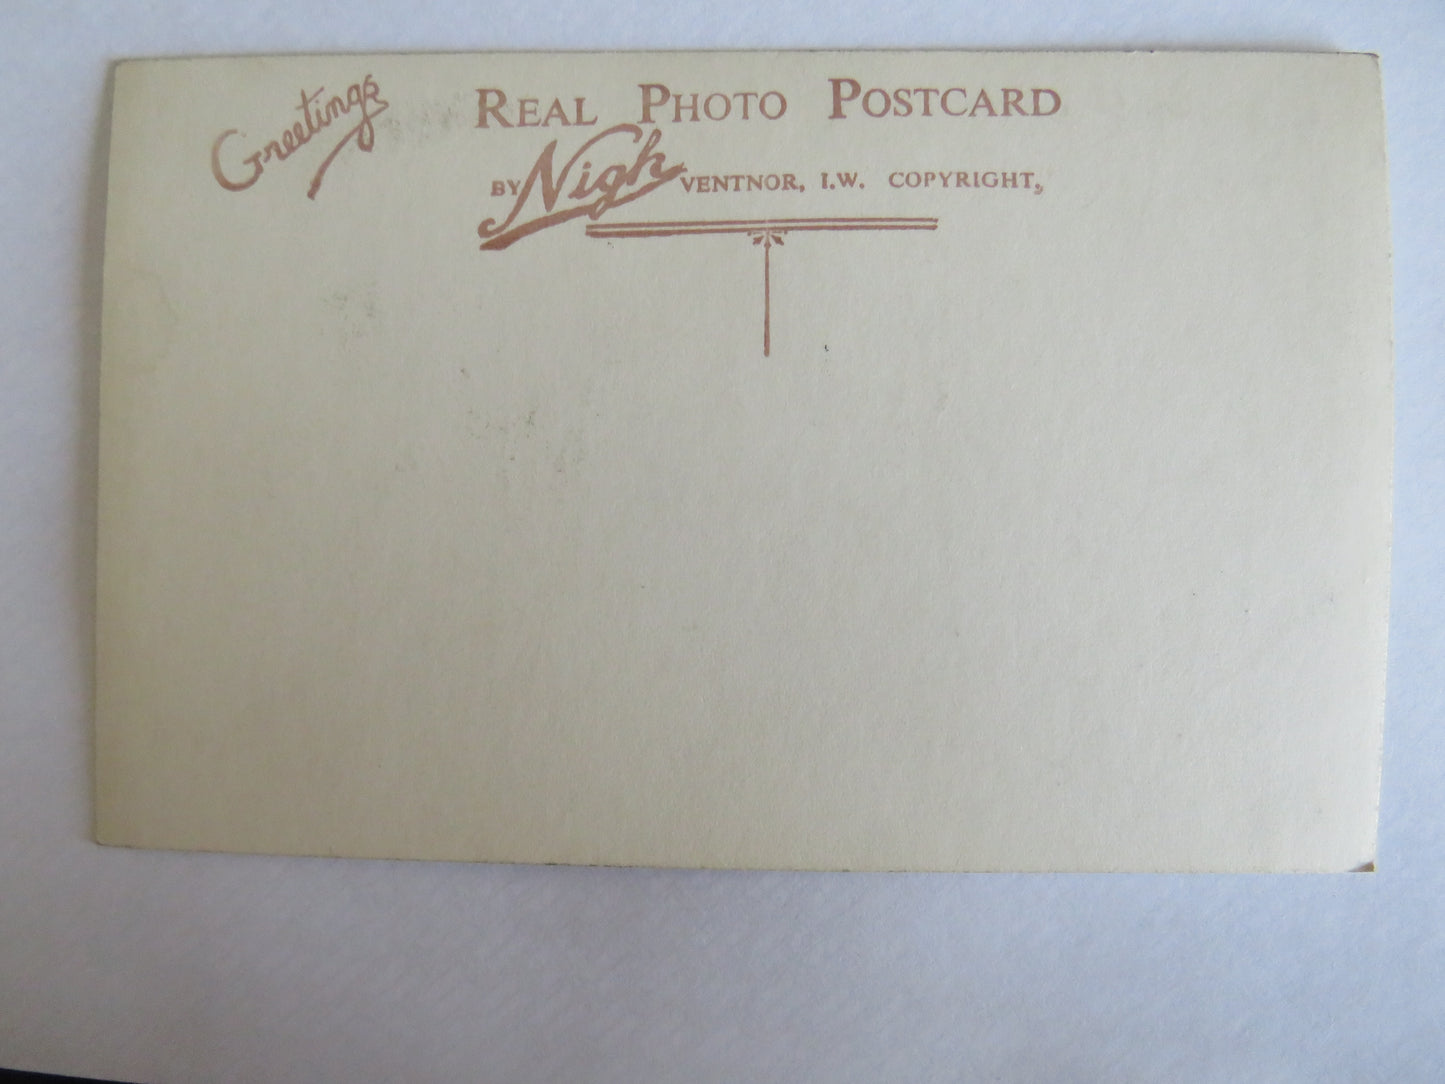 Greetings
REAL PHOTO POSTCARD
BY Nigh VENTNOR, I.W. COPYRIGHT,